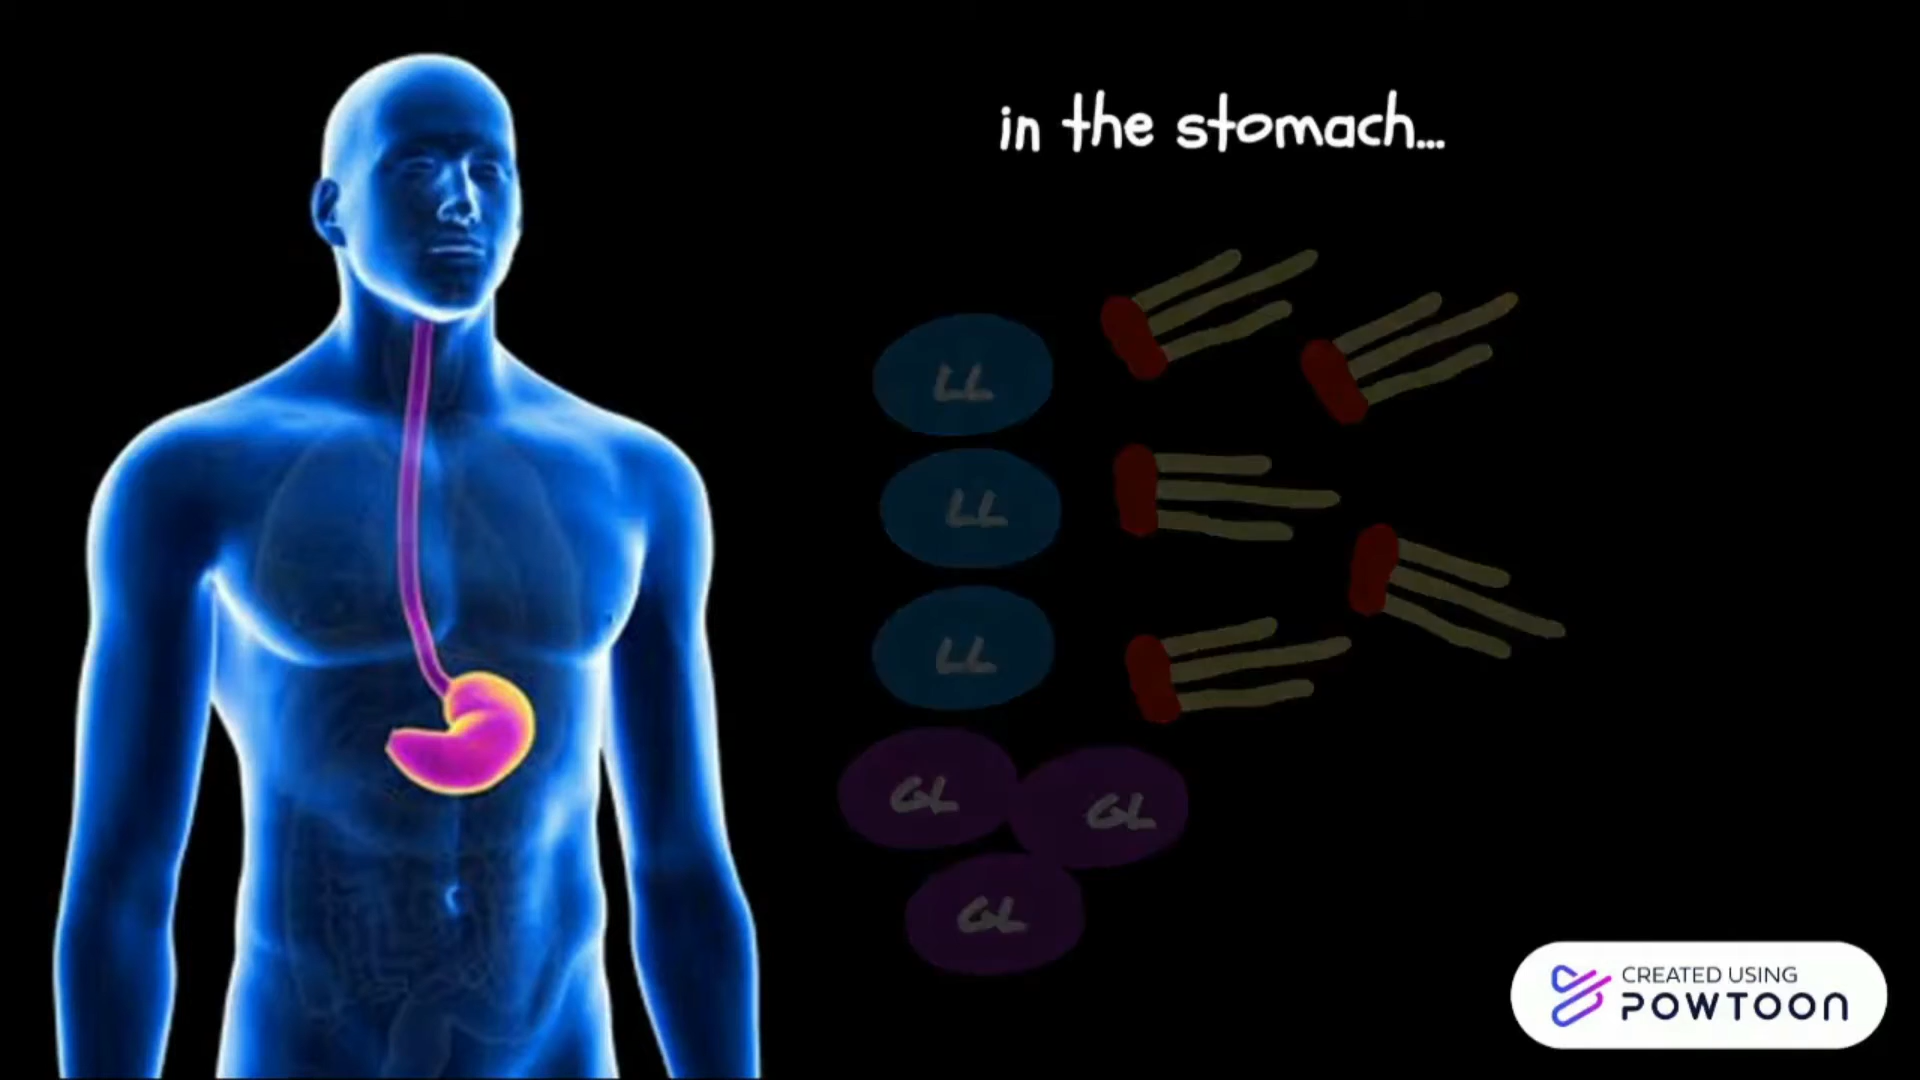 in the stomach...
LL
LL
LL
GL
GL
GL
CREATED USING
POWTOON